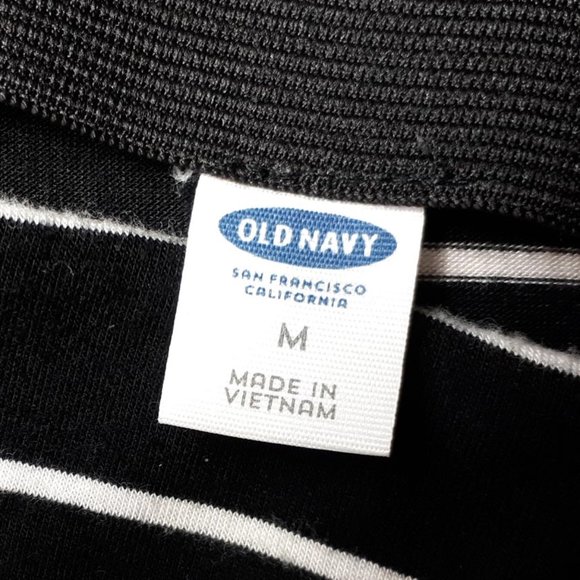 OLD NAVY
SAN FRANCISCO
CALIFORNIA
M
MADE IN
VIETNAM